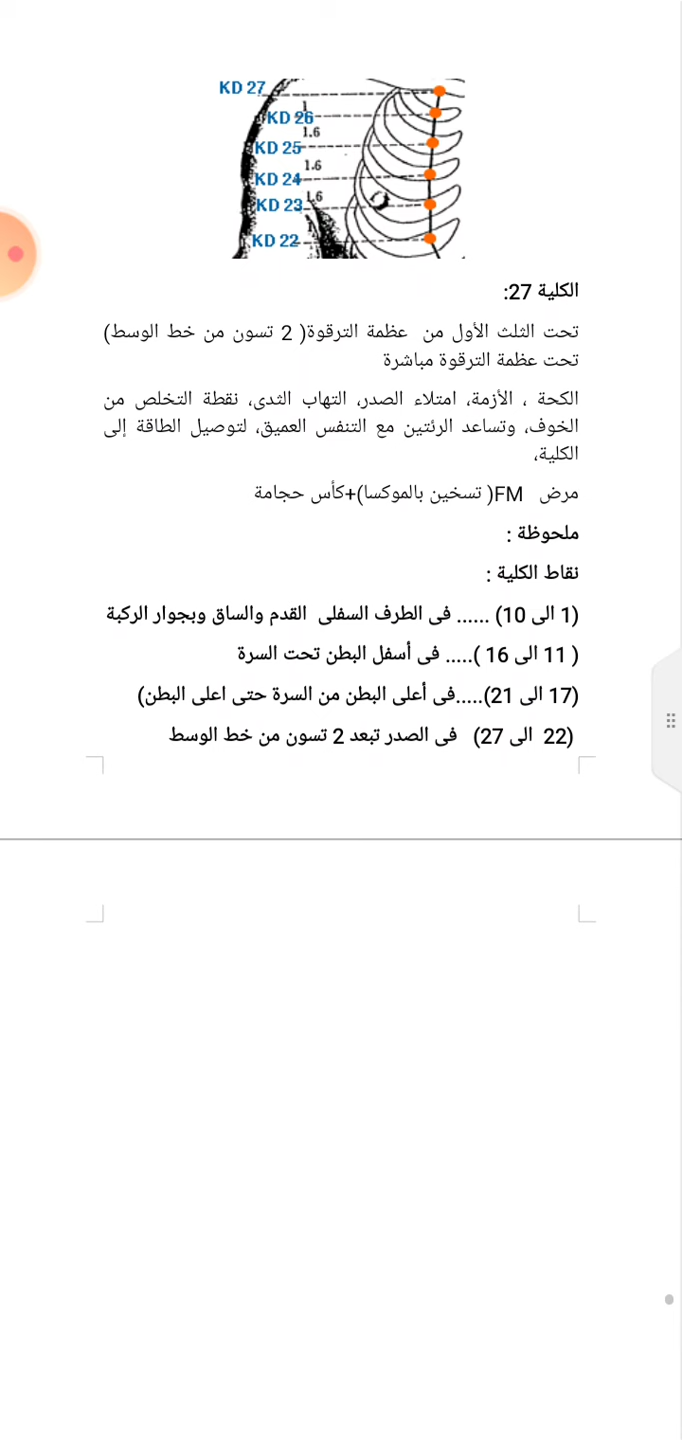 KD 27
1
KD 26
1.6
KD 25
1.6
KD 24
1.6
KD 23
KD 22
الكلية 27:
تحت الثلث الأول من عظمة الترقوة( 2 تسون من خط الوسط)
تحت عظمة الترقوة مباشرة
الكحة ، الأزمة، امتلاء الصدر، التهاب الثدى، نقطة التخلص من
الخوف، وتساعد الرئتين مع التنفس العميق، لتوصيل الطاقة إلى
الكلية،
مرض FM( تسخين بالموكسا)+كأس حجامة
ملحوظة :
نقاط الكلية :
(1 الى 10) ...... فى الطرف السفلى القدم والساق وبجوار الركبة
( 11 الى 16 )..... فى أسفل البطن تحت السرة
(17 الى 21).....فى أعلى البطن من السرة حتى اعلى البطن)
(22 الى 27) فى الصدر تبعد 2 تسون من خط الوسط